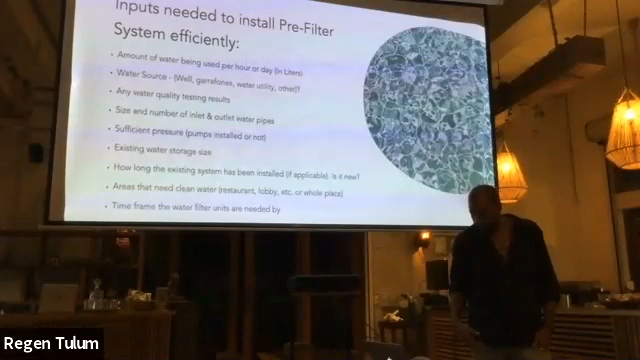 Inputs needed to install Pre-Filter
System efficiently:
• Amount of water being used per hour or day (In Liters)
• Water Source - (Well, garrafones, water utility, other)?
• Any water quality testing results
• Size and number of inlet & outlet water pipes
• Sufficient pressure (pumps installed or not)
• Existing water storage size
• How long the existing system has been installed (if applicable). Is it new?
• Areas that need clean water (restaurant, lobby, etc. or whole place)
• Time frame the water filter units are needed by
Regen Tulum